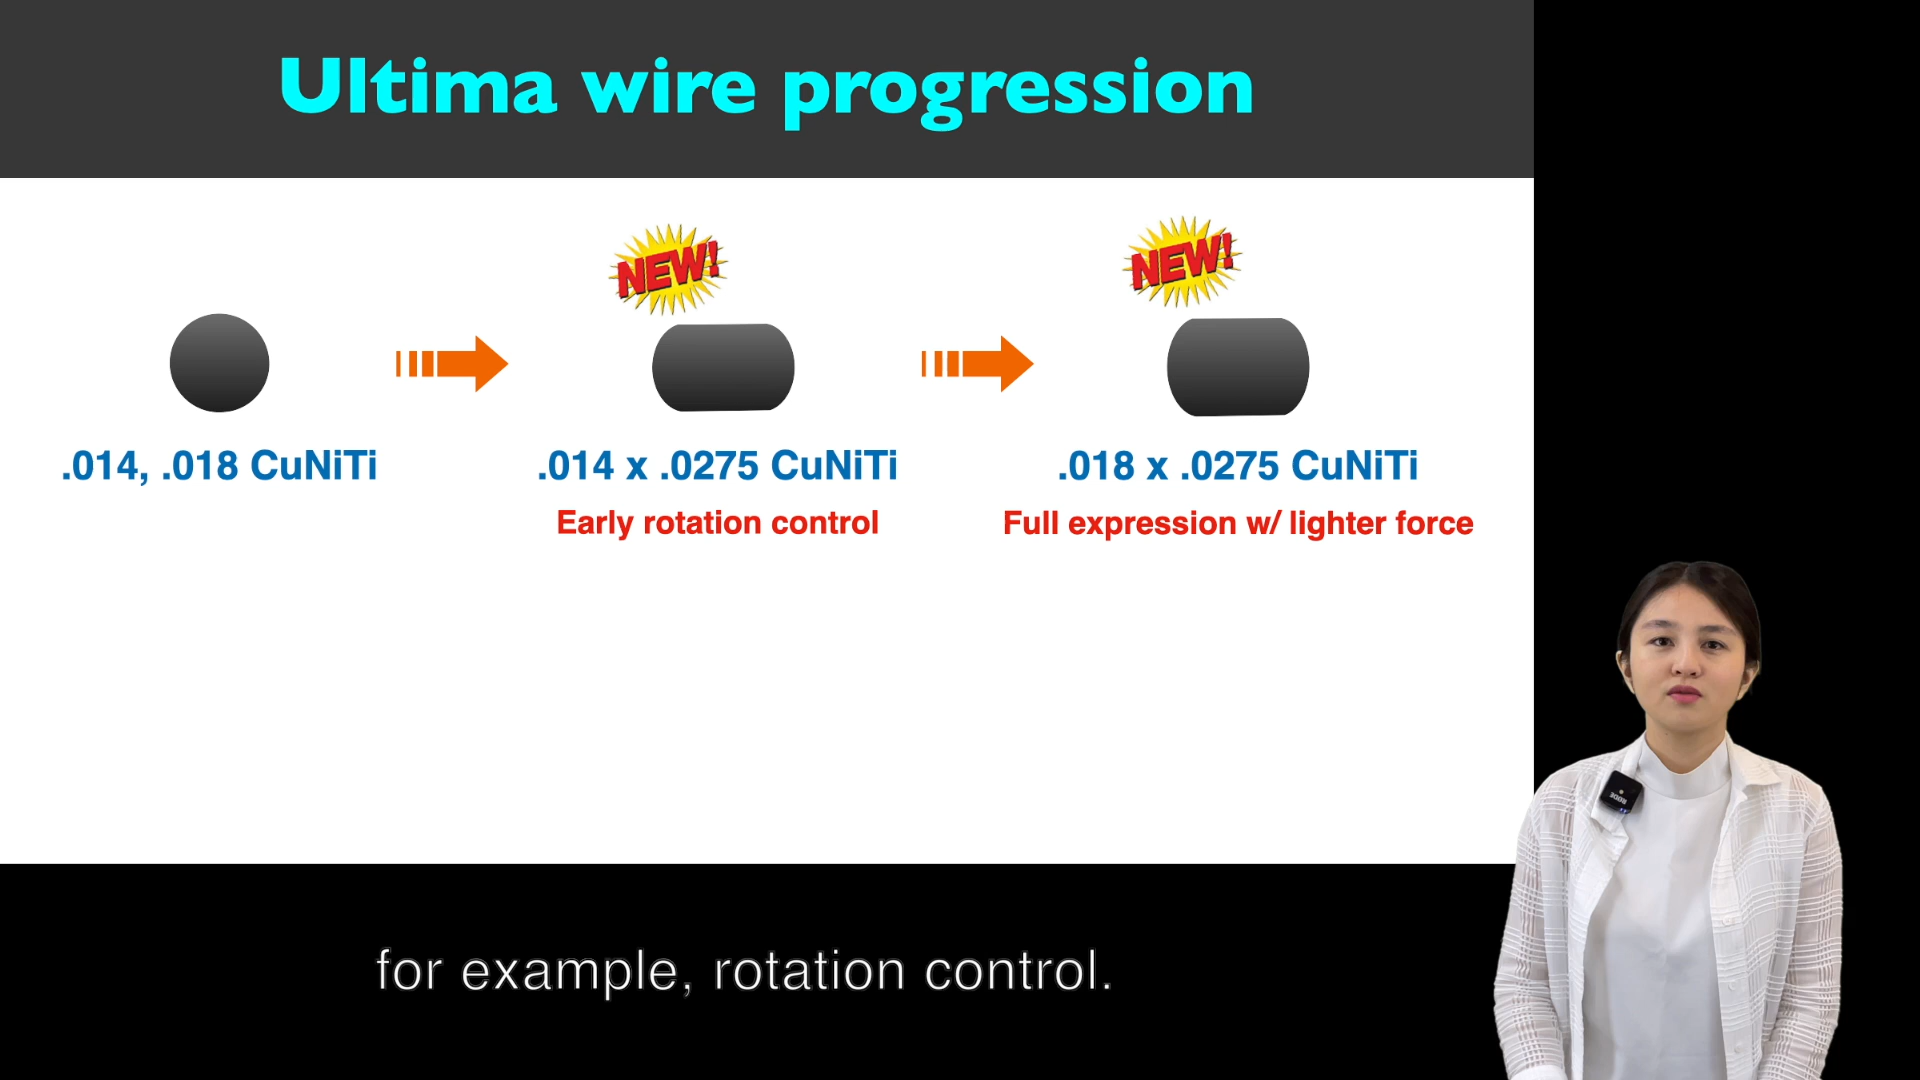 Ultima wire progression
NEW!
NEW!
.014, .018 CuNiTi
.014 x .0275 CuNiTi
.018 x .0275 CuNiTi
Early rotation control
Full expression w/ lighter force
RODE
for example, rotation control.